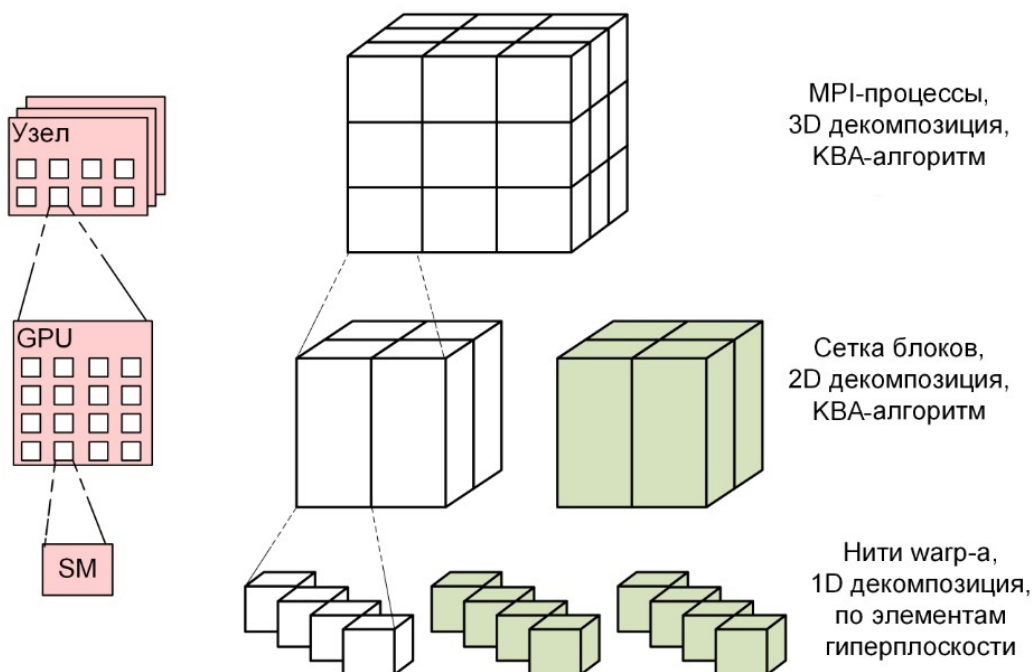 MPI-процессы,
3D декомпозиция,
KBA-алгоритм
Узел
GPU
Сетка блоков,
2D декомпозиция,
KBA-алгоритм
SM
Нити warp-а,
1D декомпозиция,
по элементам
гиперплоскости